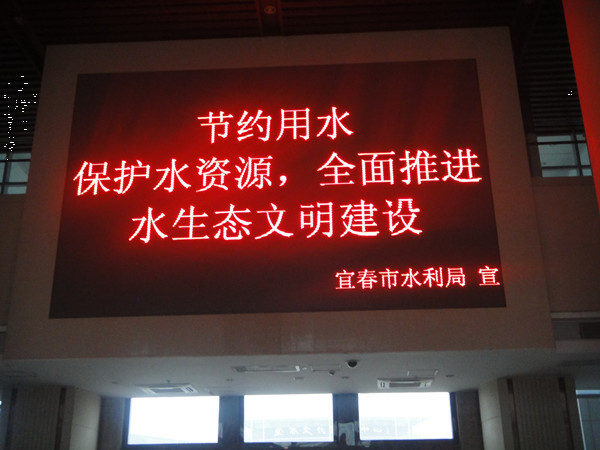 节约用水
保护水资源，全面推进
水生态文明建设
宜春市水利局 宣